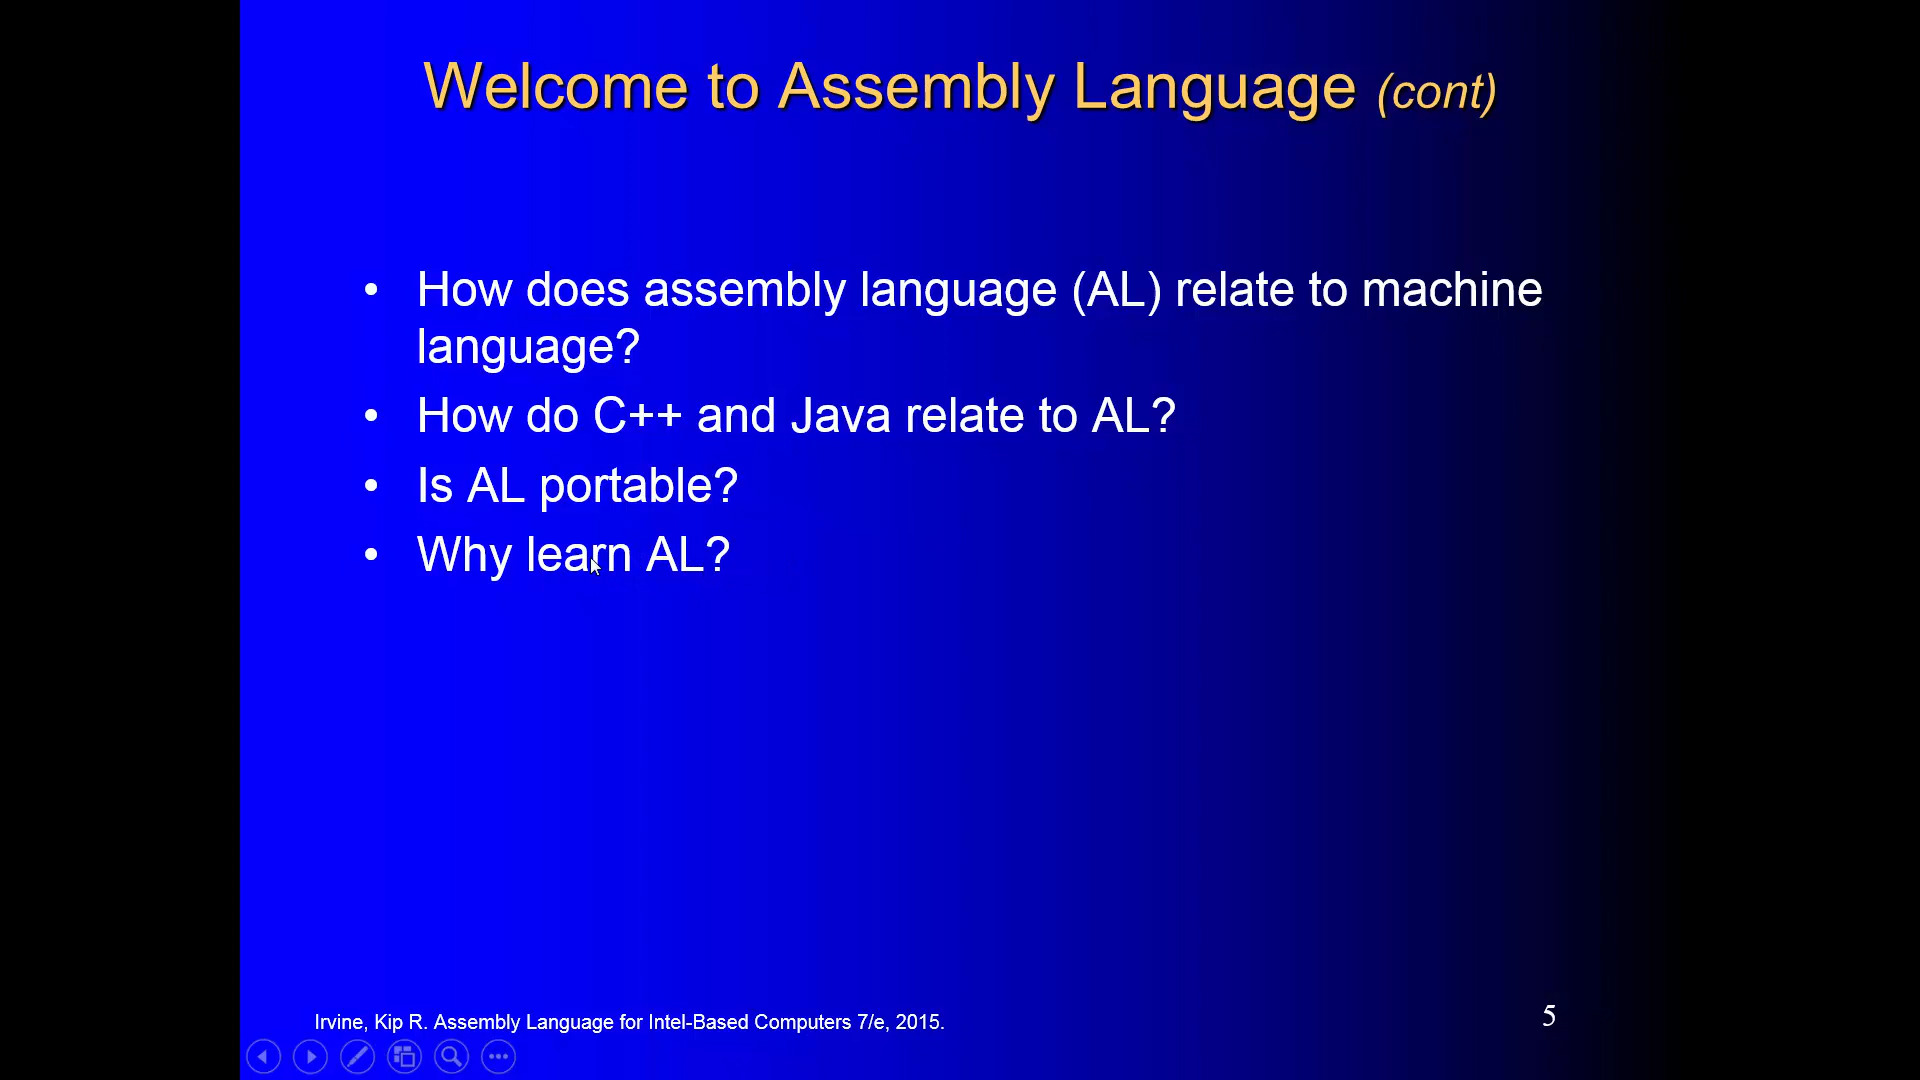 Welcome to Assembly Language (cont)
• How does assembly language (AL) relate to machine
language?
• How do C++ and Java relate to AL?
• Is AL portable?
• Why learn AL?
Irvine, Kip R. Assembly Language for Intel-Based Computers 7/e, 2015.
5